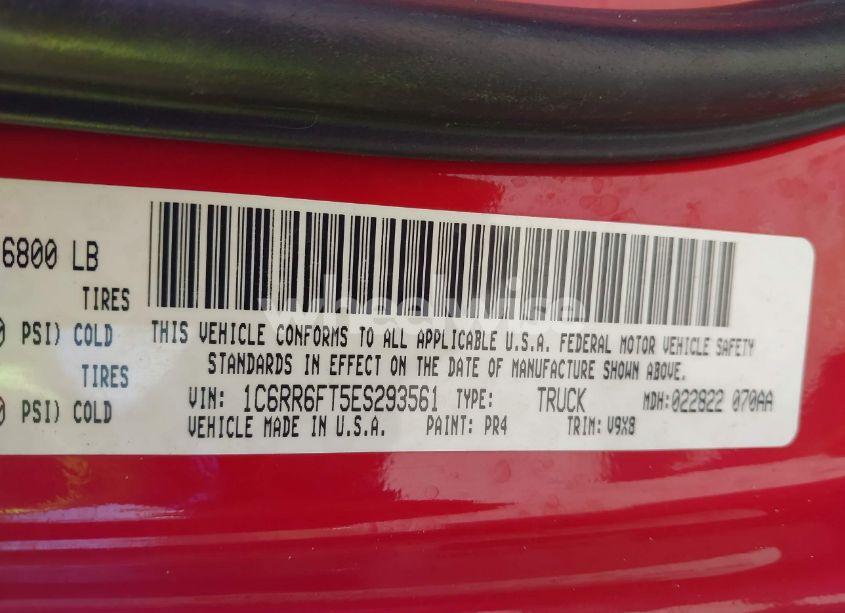 6800 LB
TIRES
PSI) COLD
TIRES
PSI) COLD
THIS VEHICLE CONFORMS TO ALL APPLICABLE U.S.A. FEDERAL MOTOR VEHICLE SAFETY
STANDARDS IN EFFECT ON THE DATE OF MANUFACTURE SHOWN ABOVE.
VIN: 1C6RR6FT5ES293561 TYPE: TRUCK MDH:022822 070AA
VEHICLE MADE IN U.S.A. PAINT: PR4 TRIM: V9X8
wheelwise